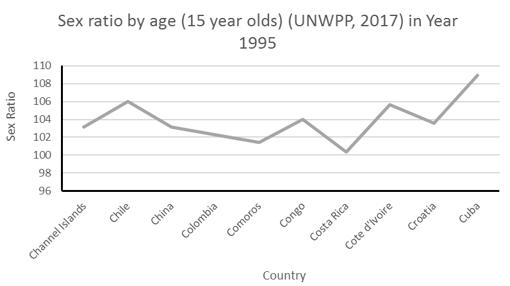 Sex ratio by age (15 year olds) (UNWPP, 2017) in Year
1995
Sex Ratio
110
108
106
104
102
100
98
96
Channel Islands
Chile
China
Colombia
Comoros
Congo
Costa Rica
Cote d'Ivoire
Croatia
Cuba
Country